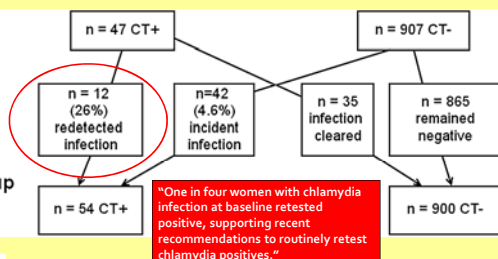 n = 47 CT+
n = 907 CT-
n = 12
(26%)
redetected
infection
n=42
(4.6%)
incident
infection
n = 35
infection
cleared
n = 865
remained
negative
n = 54 CT+
"One in four women with chlamydia
infection at baseline retested
positive, supporting recent
recommendations to routinely retest
chlamydia positives."
n = 900 CT-